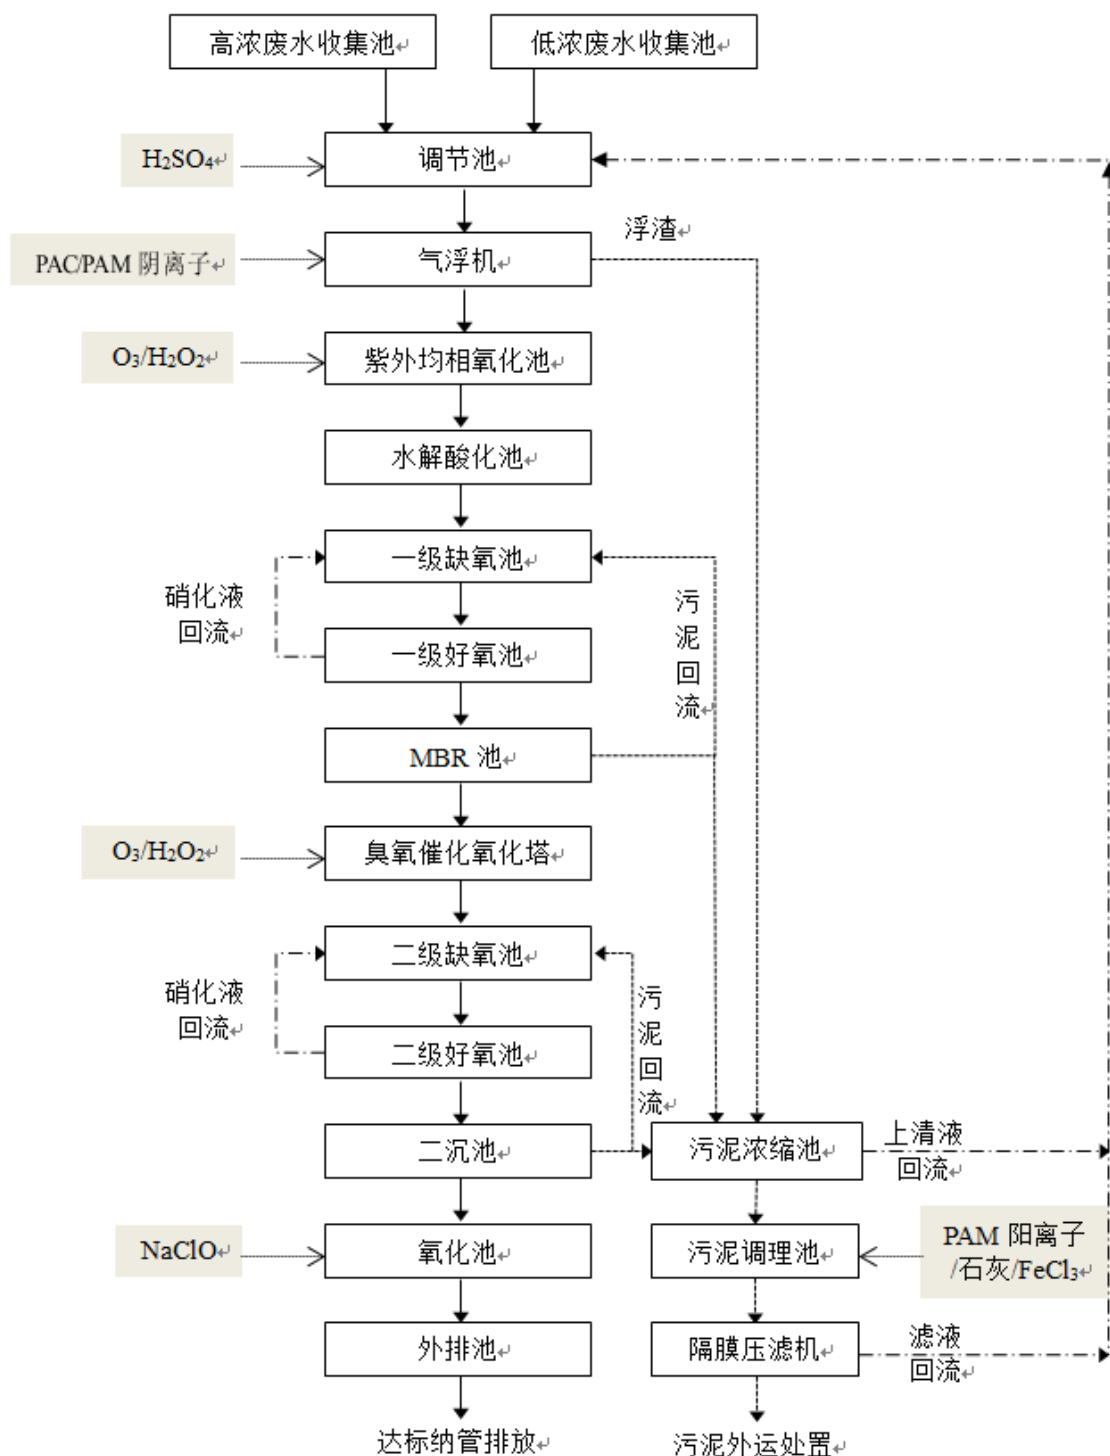 高浓废水收集池↵
低浓废水收集池↵
H₂SO₄↵
调节池↵
浮渣↵
PAC/PAM 阴离子↵
气浮机↵
O₃/H₂O₂↵
紫外均相氧化池↵
水解酸化池↵
一级缺氧池↵
硝化液
回流↵
污
泥
回
流↵
一级好氧池↵
MBR 池↵
O₃/H₂O₂↵
臭氧催化氧化塔↵
二级缺氧池↵
硝化液
回流↵
污
泥
回
流↵
二级好氧池↵
二沉池↵
污泥浓缩池↵
上清液
回流↵
NaClO↵
氧化池↵
污泥调理池↵
PAM 阳离子
/石灰/FeCl₃↵
外排池↵
隔膜压滤机↵
滤液
回流↵
达标纳管排放↵
污泥外运处置↵